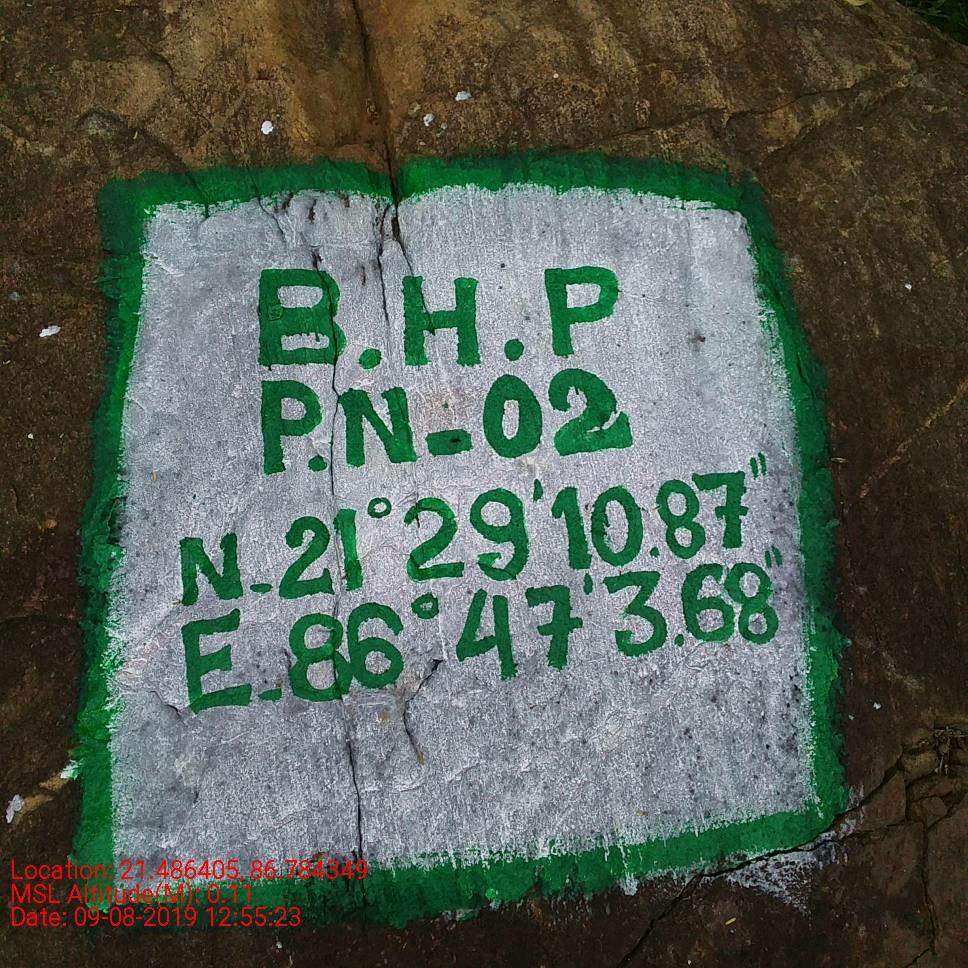 B.H.P
P.N-02
N-21°29'10.87"
E-86°47'3.68"
Location: 21.486405, 86.784349
MSL Altitude(M): 0.11
Date: 09-08-2019 12:55:23